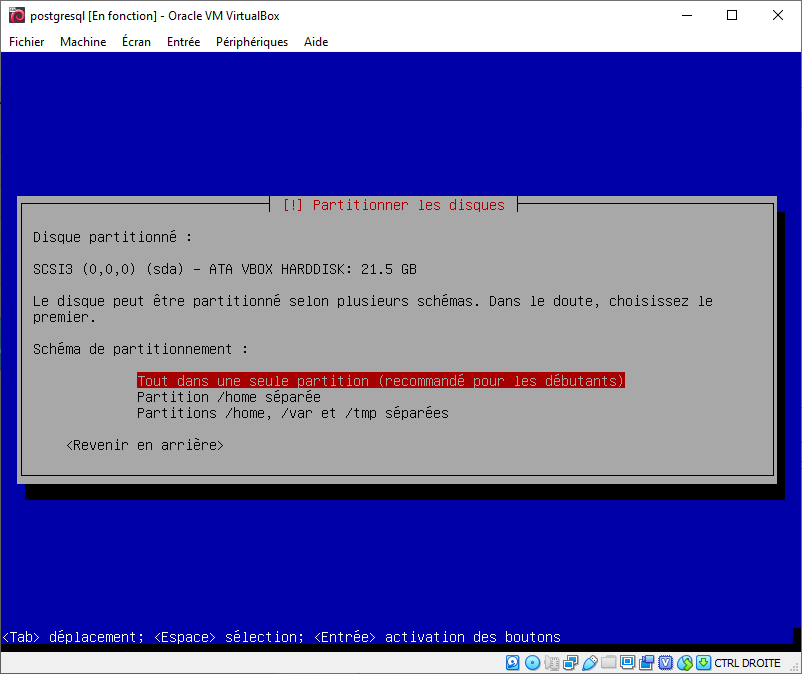 postgresql [En fonction] - Oracle VM VirtualBox
Fichier Machine Écran Entrée Périphériques Aide
[!] Partitionner les disques
Disque partitionné :
SCSI3 (0,0,0) (sda) - ATA VBOX HARDDISK: 21.5 GB
Le disque peut être partitionné selon plusieurs schémas. Dans le doute, choisissez le
premier.
Schéma de partitionnement :
Tout dans une seule partition (recommandé pour les débutants)
Partition /home séparée
Partitions /home, /var et /tmp séparées
<Revenir en arrière>
<Tab> déplacement; <Espace> sélection; <Entrée> activation des boutons
CTRL DROITE